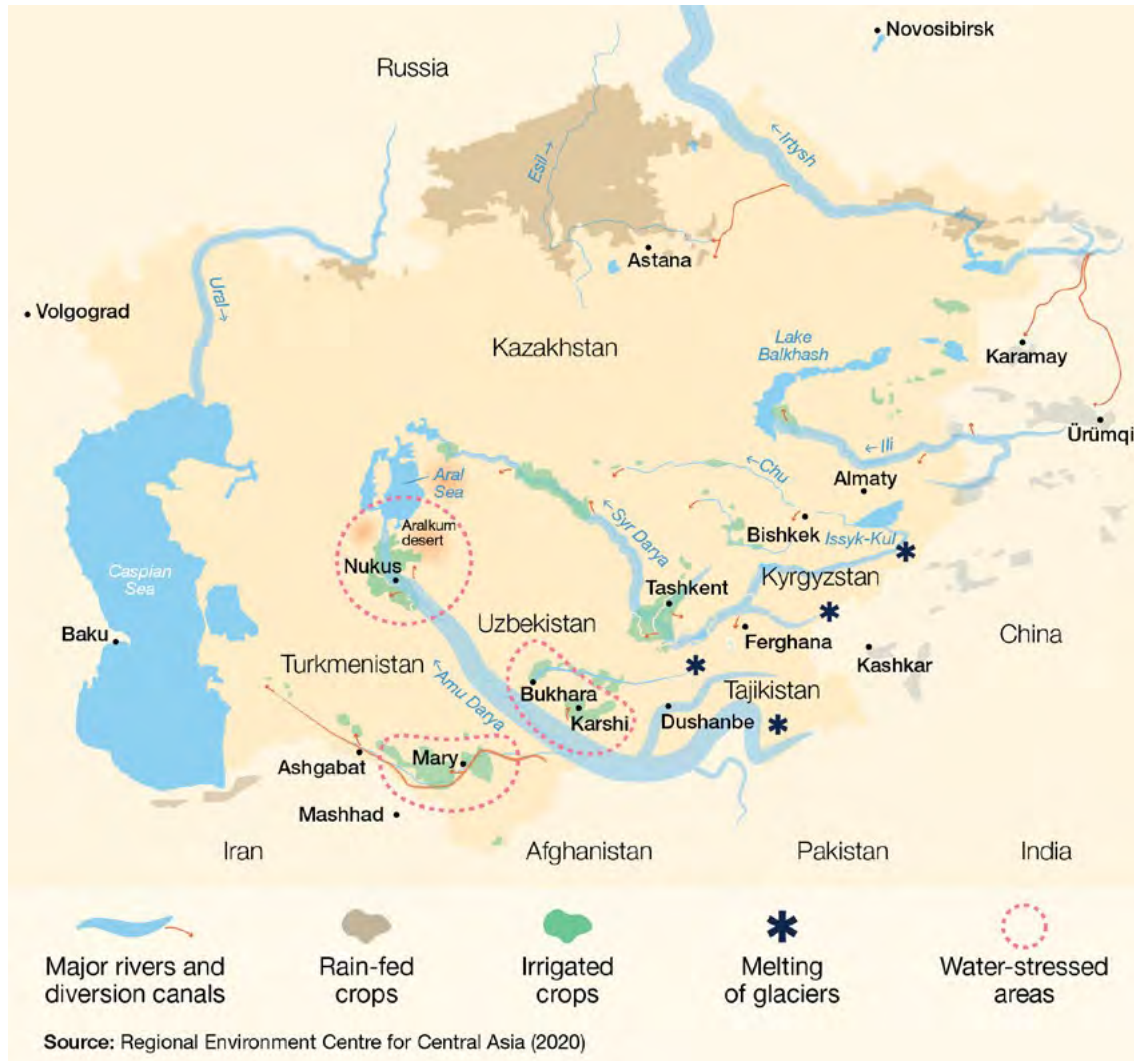 Novosibirsk
Russia
←Irtysh
Esil→
Astana
Ural→
Volgograd
Kazakhstan
Lake
Balkhash
Karamay
Ürümqi
←Ili
Almaty
←Chu
Aral
Sea
←Syr Darya
Aralkum
desert
Bishkek
Issyk-Kul
Nukus
Kyrgyzstan
Caspian
Sea
Tashkent
Uzbekistan
Baku
Ferghana
China
Kashkar
Turkmenistan
←Amu Darya
Bukhara
Tajikistan
Karshi
Dushanbe
Mary
Ashgabat
Mashhad
Iran
Afghanistan
Pakistan
India
Major rivers and
diversion canals
Rain-fed
crops
Irrigated
crops
Melting
of glaciers
Water-stressed
areas
Source: Regional Environment Centre for Central Asia (2020)